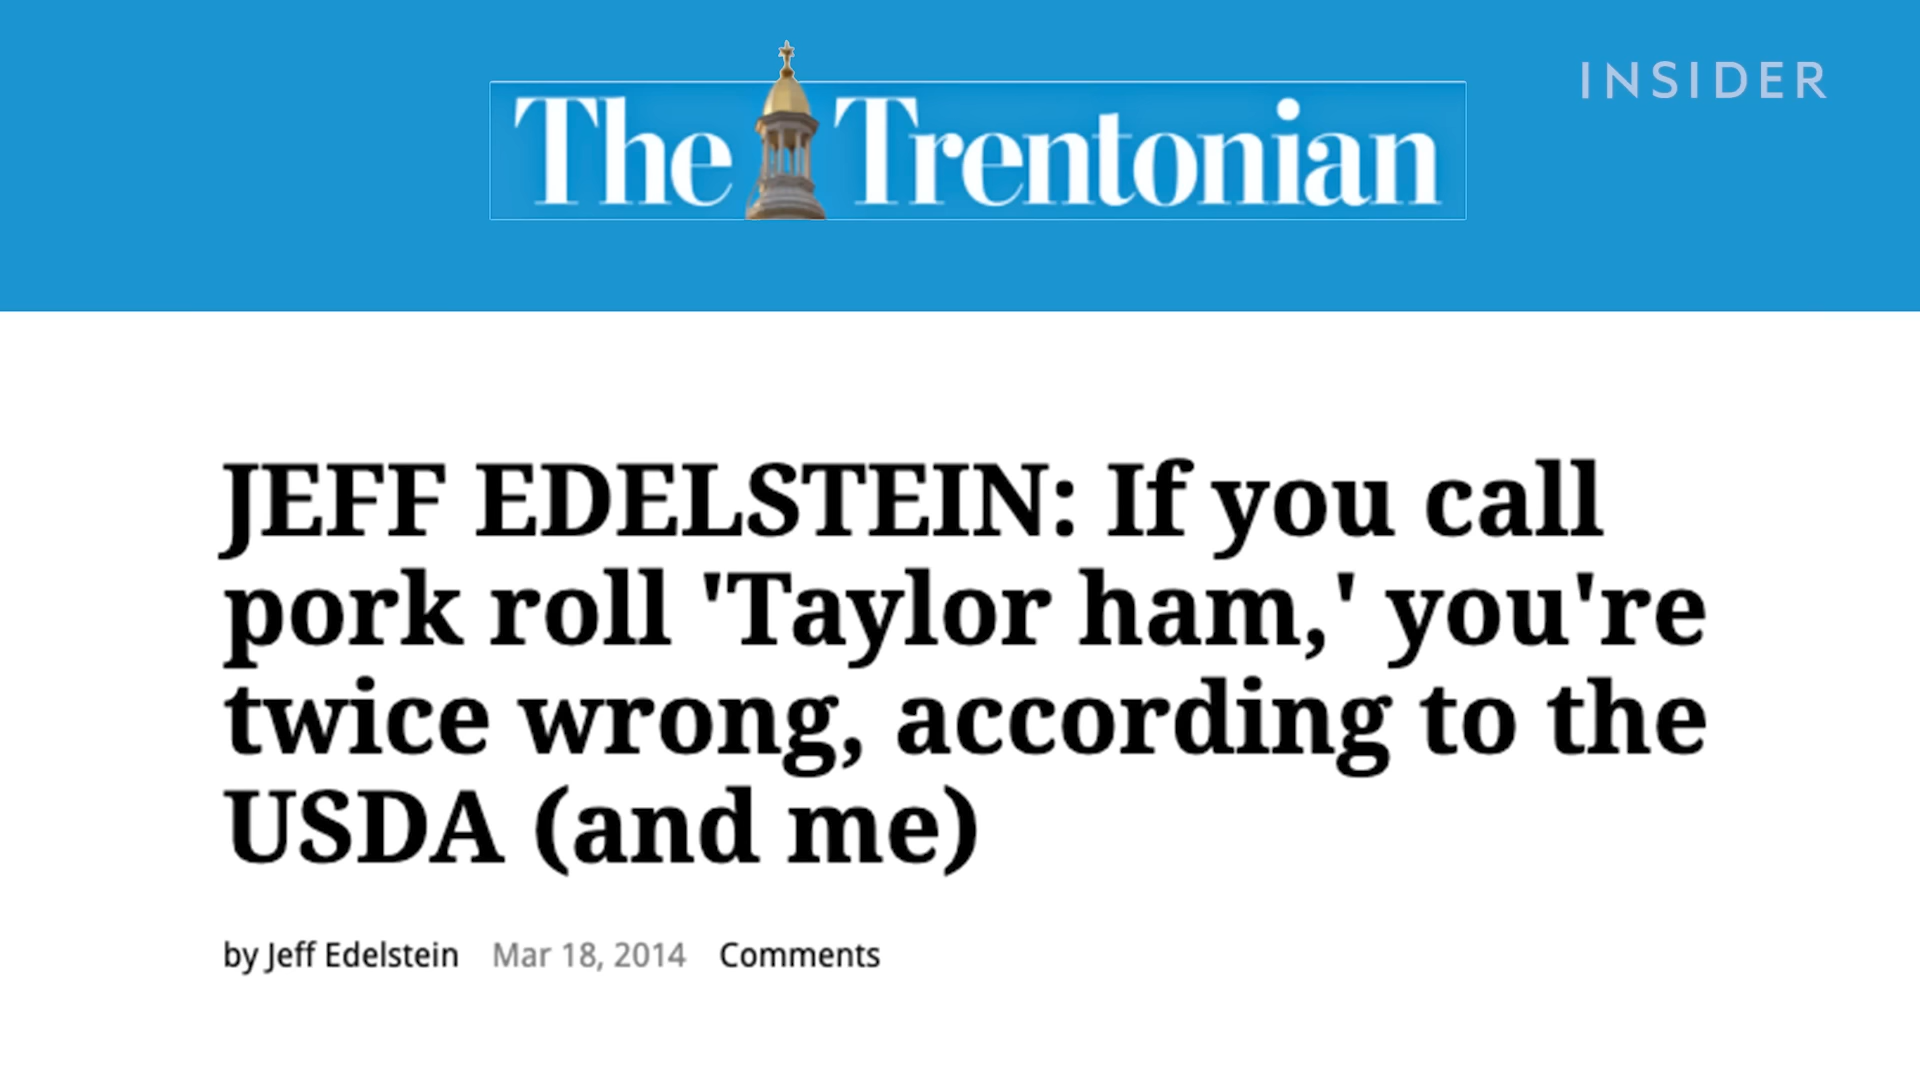 The Trentonian
INSIDER
JEFF EDELSTEIN: If you call
pork roll 'Taylor ham,' you're
twice wrong, according to the
USDA (and me)
by Jeff Edelstein Mar 18, 2014 Comments